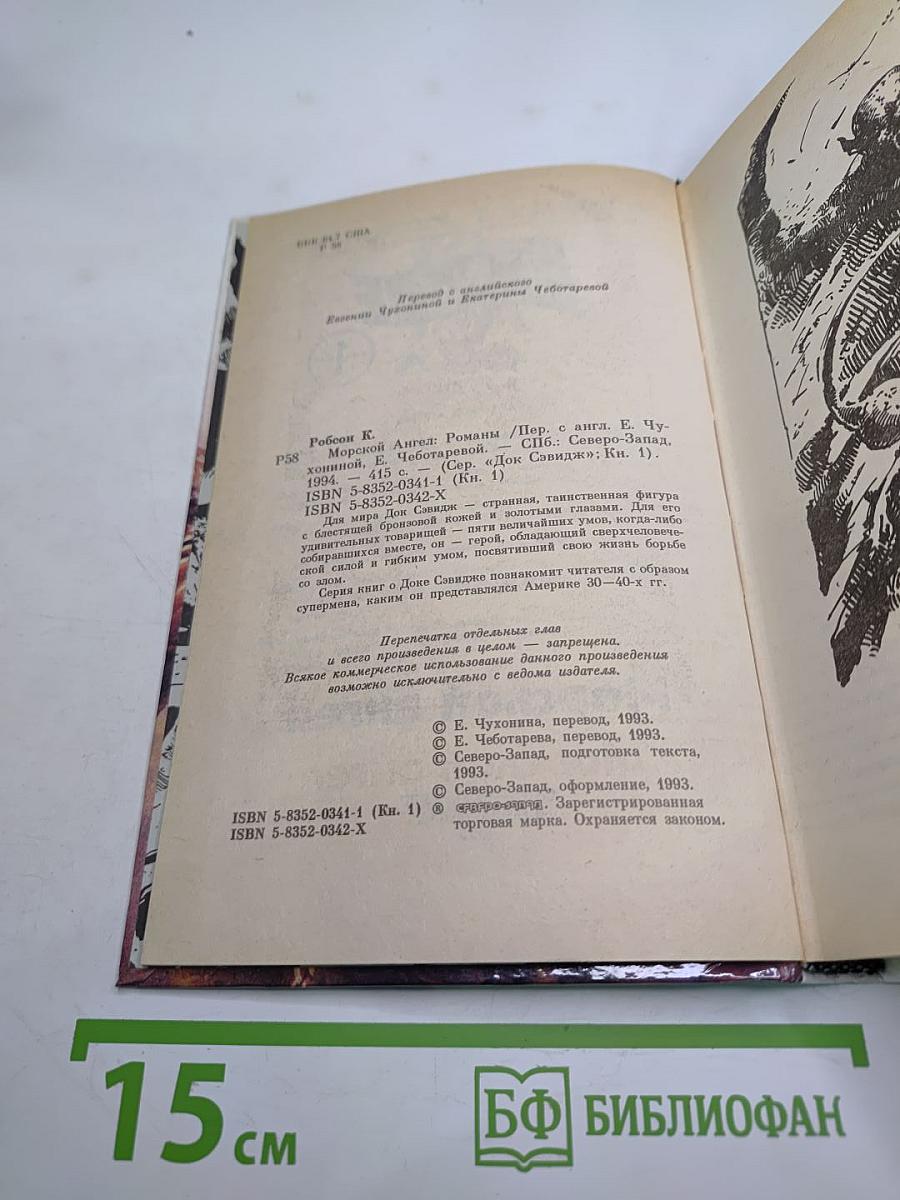 ББК 84.7 США
Р 58
Перевод с английского
Евгении Чухониной и Екатерины Чеботаревой
Робсон К.
Р58 Морской Ангел: Романы /Пер. с англ. Е. Чу-
хониной, Е. Чеботаревой. — СПб.: Северо-Запад,
1994. — 415 с. — (Сер. «Док Сэвидж»; Кн. 1).
ISBN 5-8352-0341-1 (Кн. 1)
ISBN 5-8352-0342-X
Для мира Док Сэвидж — странная, таинственная фигура
с блестящей бронзовой кожей и золотыми глазами. Для его
удивительных товарищей — пяти величайших умов, когда-либо
собиравшихся вместе, он — герой, обладающий сверхчеловече-
ской силой и гибким умом, посвятивший свою жизнь борьбе
со злом.
Серия книг о Доке Сэвидже познакомит читателя с образом
супермена, каким он представлялся Америке 30—40-х гг.
Перепечатка отдельных глав
и всего произведения в целом — запрещена.
Всякое коммерческое использование данного произведения
возможно исключительно с ведома издателя.
© Е. Чухонина, перевод, 1993.
© Е. Чеботарева, перевод, 1993.
© Северо-Запад, подготовка текста,
1993.
© Северо-Запад, оформление, 1993.
® СЕВЕРО-ЗАПАД. Зарегистрированная
торговая марка. Охраняется законом.
ISBN 5-8352-0341-1 (Кн. 1)
ISBN 5-8352-0342-X
15 см
БФ БИБЛИОФАН